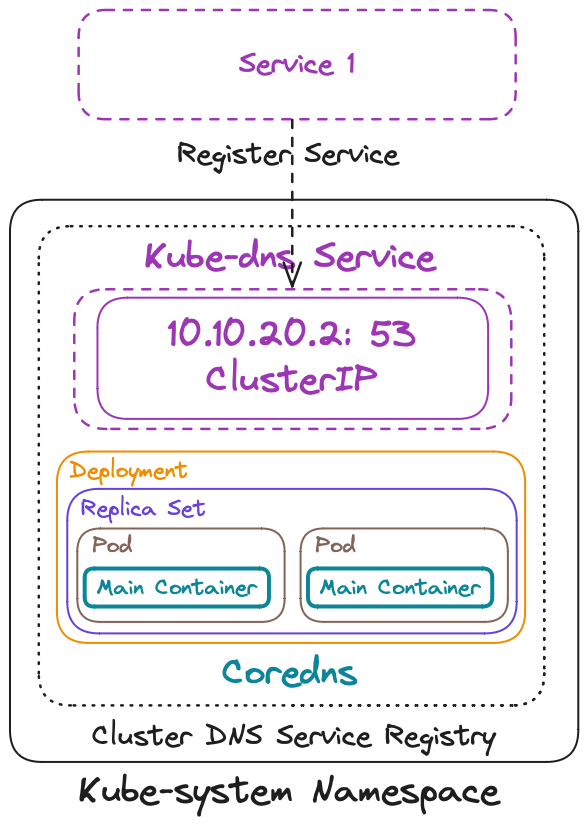 Service 1
Register Service
Kube-dns Service
10.10.20.2: 53
ClusterIP
Deployment
Replica Set
Pod
Pod
Main Container
Main Container
Coredns
Cluster DNS Service Registry
Kube-system Namespace